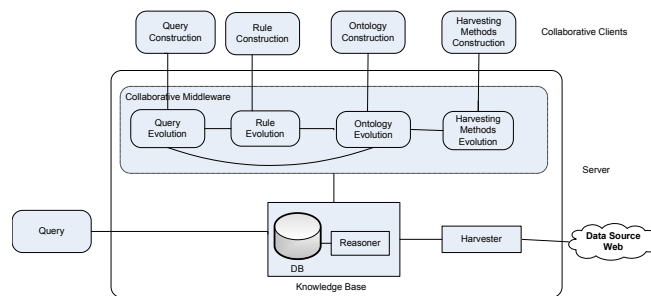 Query
Construction
Rule
Construction
Ontology
Construction
Harvesting
Methods
Construction
Collaborative Clients
Collaborative Middleware
Query
Evolution
Rule
Evolution
Ontology
Evolution
Harvesting
Methods
Evolution
Server
Query
DB
Reasoner
Knowledge Base
Harvester
Data Source
Web